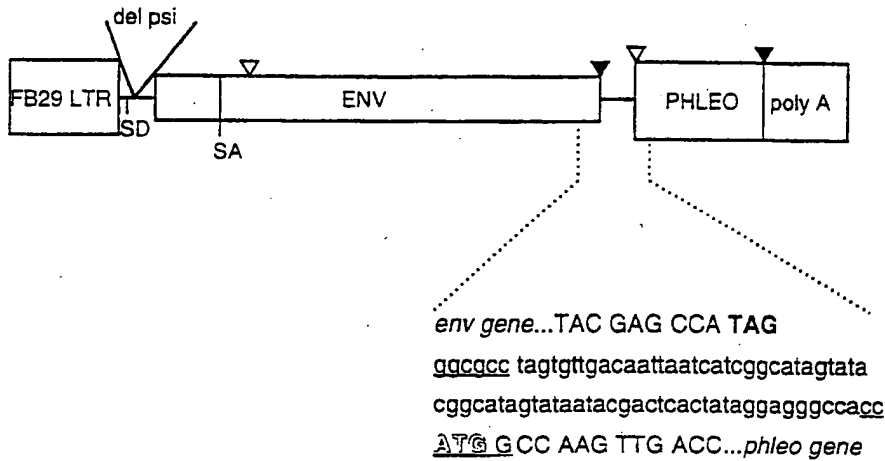 del psi
FB29 LTR
SD
SA
ENV
PHLEO
poly A
env gene...TAC GAG CCA TAG
ggcgcc tagtgttgacaattaatcatcggcatagtata
cggcatagtataatacgactcactataggagggccacc
ATG GCC AAG TTG ACC...phleo gene